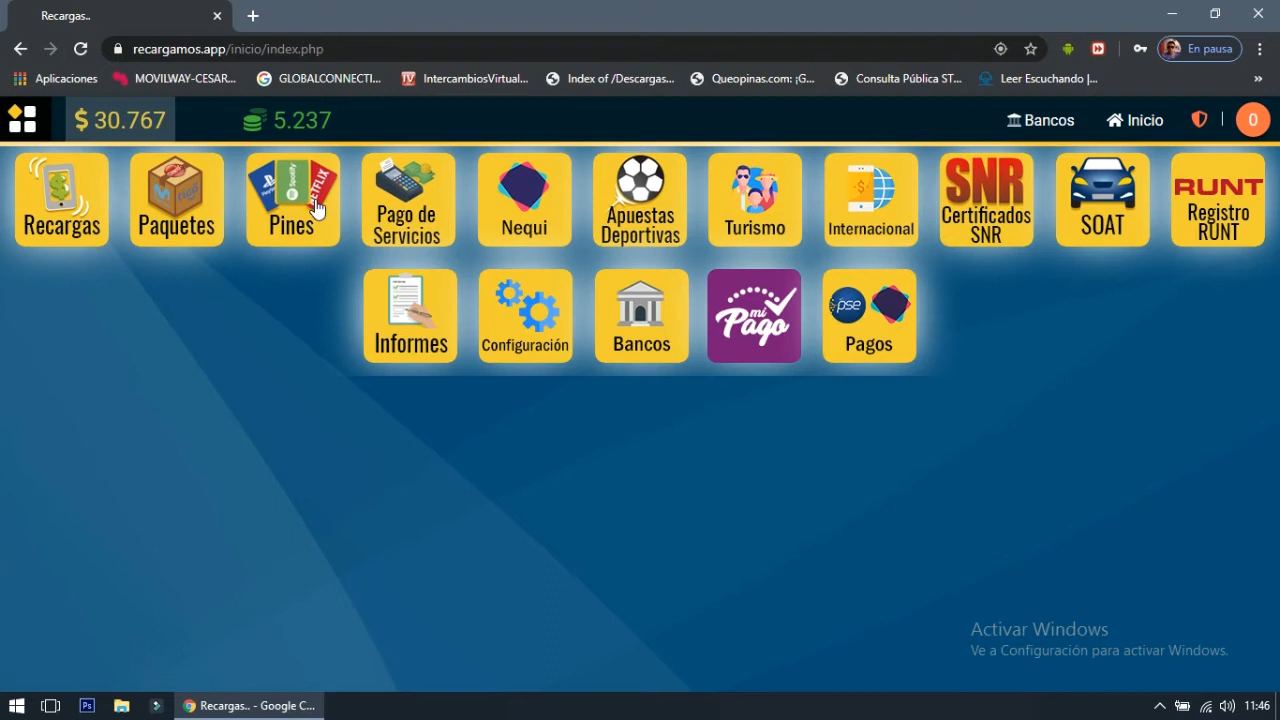 Recargas..
recargamos.app/inicio/index.php
En pausa
Aplicaciones
MOVILWAY-CESAR...
GLOBALCONNECTI...
IntercambiosVirtual...
Index of /Descargas...
Queopinas.com: ¡G...
Consulta Pública ST...
Leer Escuchando |...
»
$ 30.767
5.237
Bancos
Inicio
0
Recargas
Paquetes
Spotify
NETFLIX
Pines
Pago de
Servicios
Nequi
Apuestas
Deportivas
Turismo
Internacional
SNR
Certificados
SNR
SOAT
RUNT
Registro
RUNT
Informes
Configuración
Bancos
mi
Pago
pse
Pagos
Activar Windows
Ve a Configuración para activar Windows.
Ps
Recargas.. - Google C...
11:46